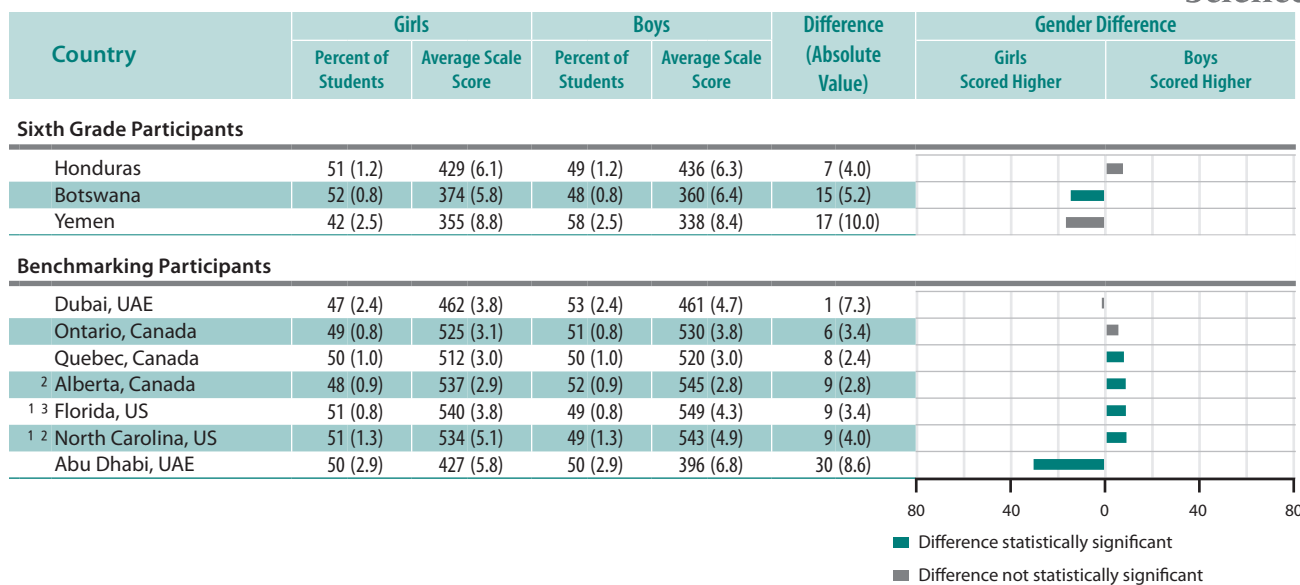 Country Girls Boys Difference (Absolute Value) Gender Difference
Percent of Students Average Scale Score Percent of Students Average Scale Score Girls Scored Higher Boys Scored Higher
Sixth Grade Participants
Honduras 51 (1.2) 429 (6.1) 49 (1.2) 436 (6.3) 7 (4.0)
Botswana 52 (0.8) 374 (5.8) 48 (0.8) 360 (6.4) 15 (5.2)
Yemen 42 (2.5) 355 (8.8) 58 (2.5) 338 (8.4) 17 (10.0)
Benchmarking Participants
Dubai, UAE 47 (2.4) 462 (3.8) 53 (2.4) 461 (4.7) 1 (7.3)
Ontario, Canada 49 (0.8) 525 (3.1) 51 (0.8) 530 (3.8) 6 (3.4)
Quebec, Canada 50 (1.0) 512 (3.0) 50 (1.0) 520 (3.0) 8 (2.4)
2 Alberta, Canada 48 (0.9) 537 (2.9) 52 (0.9) 545 (2.8) 9 (2.8)
1 3 Florida, US 51 (0.8) 540 (3.8) 49 (0.8) 549 (4.3) 9 (3.4)
1 2 North Carolina, US 51 (1.3) 534 (5.1) 49 (1.3) 543 (4.9) 9 (4.0)
Abu Dhabi, UAE 50 (2.9) 427 (5.8) 50 (2.9) 396 (6.8) 30 (8.6)
80 40 0 40 80
Difference statistically significant
Difference not statistically significant